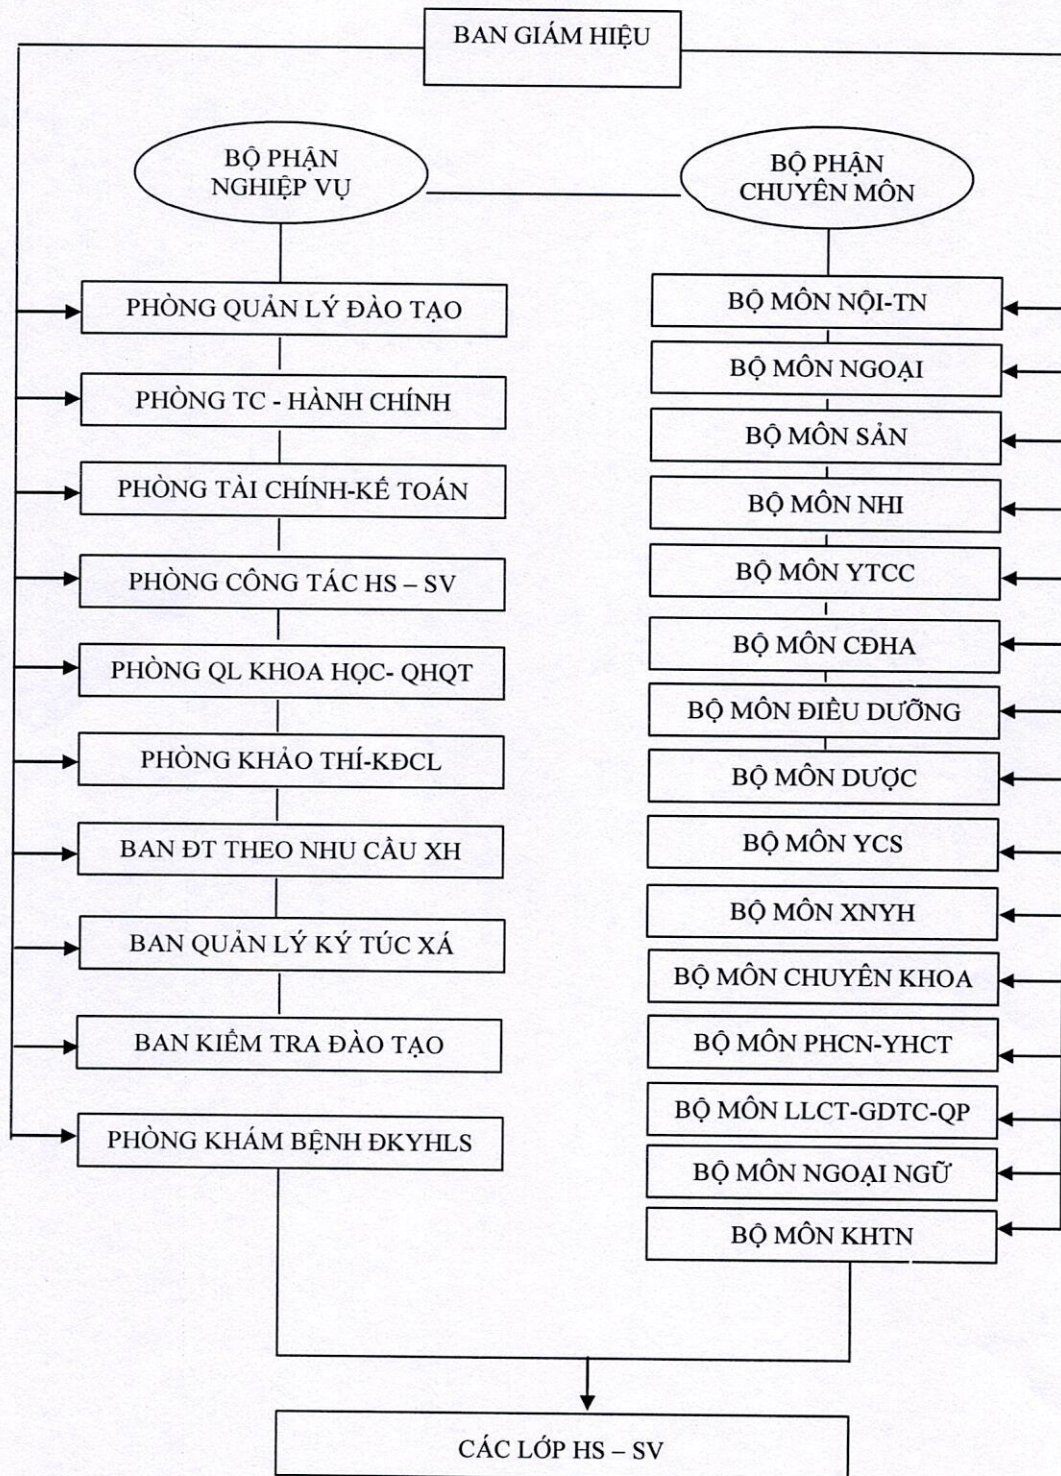 BAN GIÁM HIỆU
BỘ PHẬN
NGHIỆP VỤ
BỘ PHẬN
CHUYÊN MÔN
PHÒNG QUẢN LÝ ĐÀO TẠO
PHÒNG TC - HÀNH CHÍNH
PHÒNG TÀI CHÍNH-KẾ TOÁN
PHÒNG CÔNG TÁC HS – SV
PHÒNG QL KHOA HỌC- QHQT
PHÒNG KHẢO THÍ-KĐCL
BAN ĐT THEO NHU CẦU XH
BAN QUẢN LÝ KÝ TÚC XÁ
BAN KIỂM TRA ĐÀO TẠO
PHÒNG KHÁM BỆNH ĐKYHLS
BỘ MÔN NỘI-TN
BỘ MÔN NGOẠI
BỘ MÔN SẢN
BỘ MÔN NHI
BỘ MÔN YTCC
BỘ MÔN CĐHA
BỘ MÔN ĐIỀU DƯỠNG
BỘ MÔN DƯỢC
BỘ MÔN YCS
BỘ MÔN XNYH
BỘ MÔN CHUYÊN KHOA
BỘ MÔN PHCN-YHCT
BỘ MÔN LLCT-GDTC-QP
BỘ MÔN NGOẠI NGỮ
BỘ MÔN KHTN
CÁC LỚP HS – SV